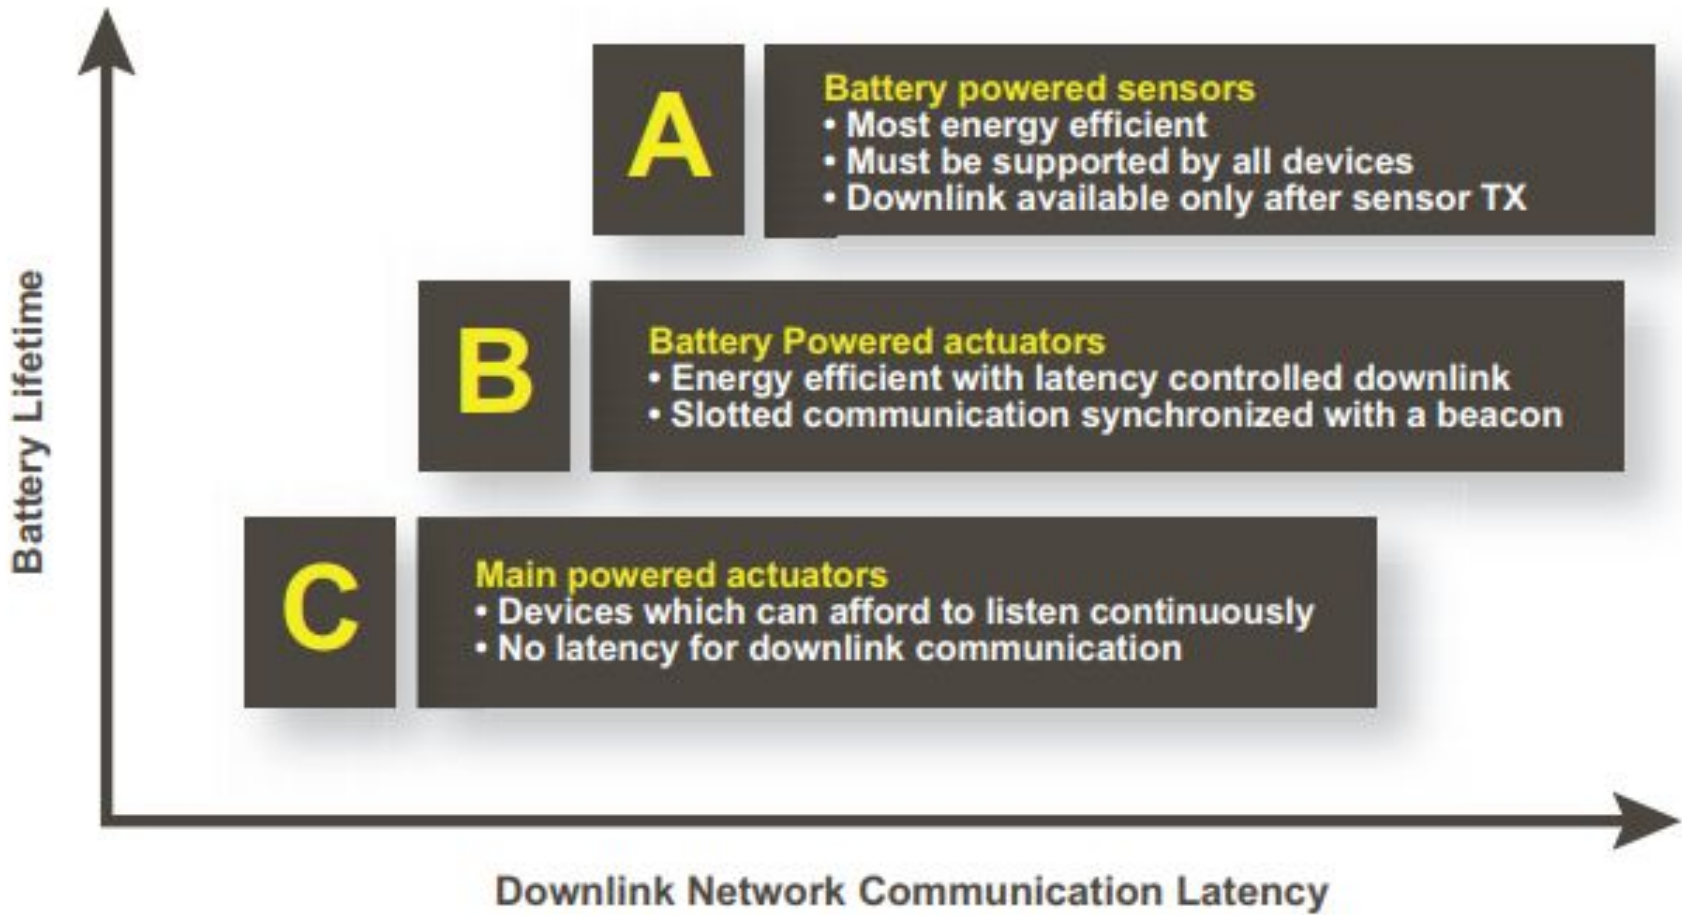 Battery Lifetime
A
Battery powered sensors
• Most energy efficient
• Must be supported by all devices
• Downlink available only after sensor TX
B
Battery Powered actuators
• Energy efficient with latency controlled downlink
• Slotted communication synchronized with a beacon
C
Main powered actuators
• Devices which can afford to listen continuously
• No latency for downlink communication
Downlink Network Communication Latency